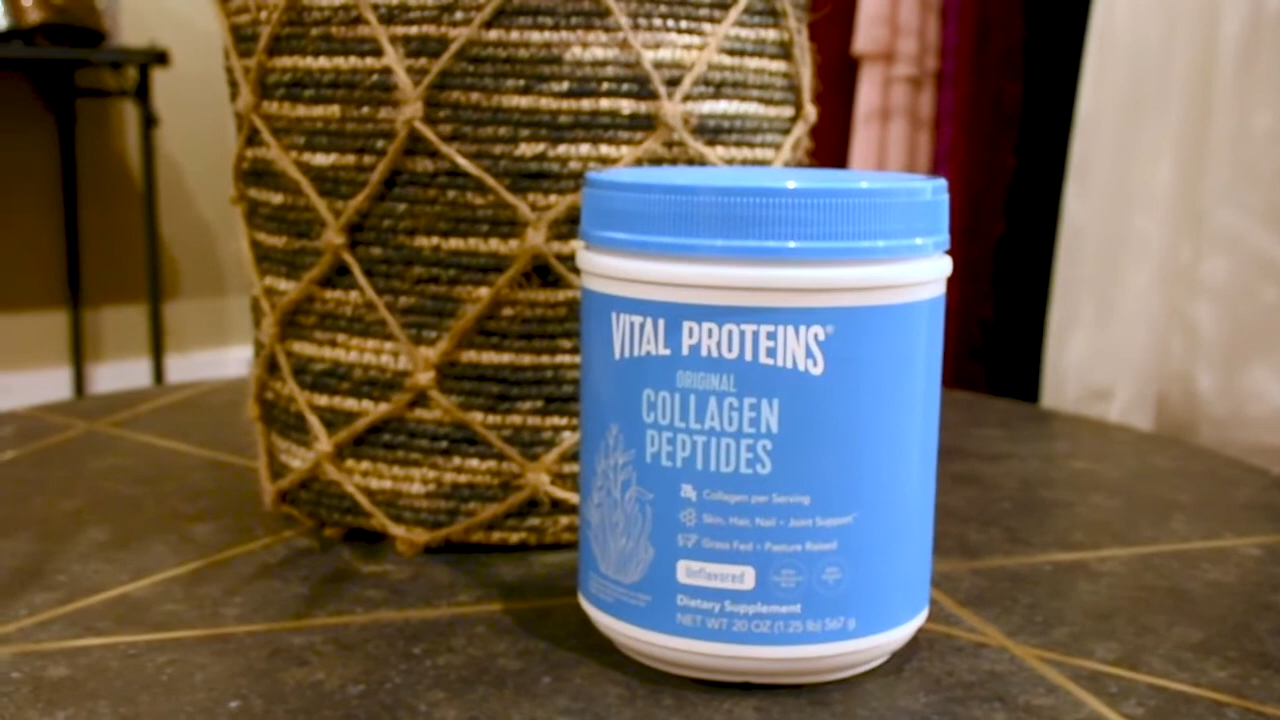 VITAL PROTEINS®
ORIGINAL
COLLAGEN
PEPTIDES
20g Collagen per Serving
Skin, Hair, Nail • Joint Support
Grass Fed • Pasture Raised
Unflavored
Dietary Supplement
NET WT 20 OZ (1.25 lb) 567 g